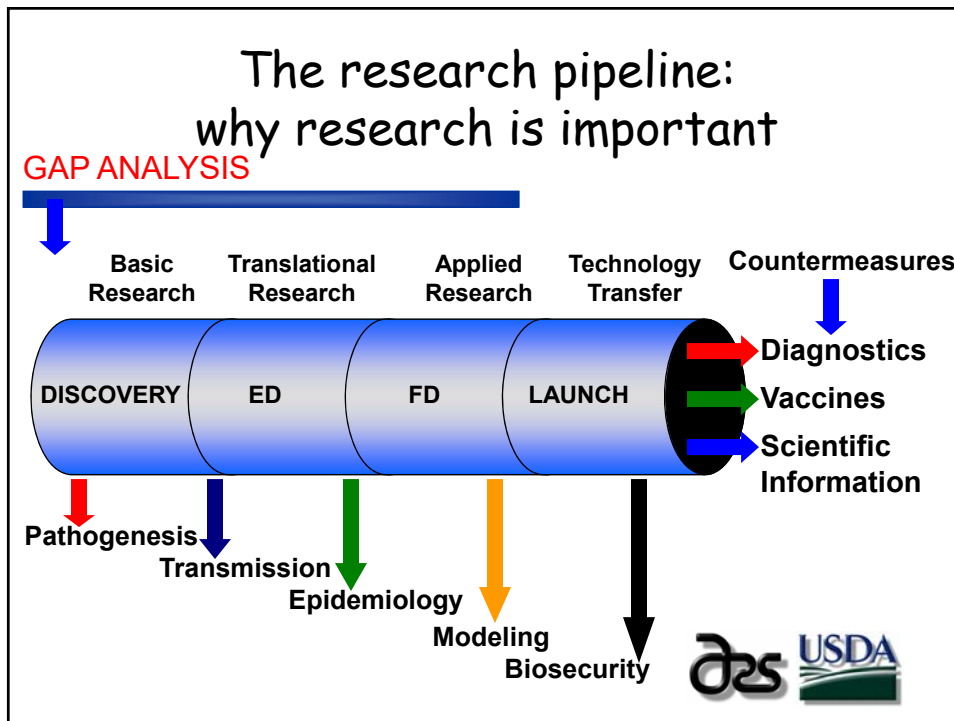 The research pipeline:
why research is important
GAP ANALYSIS
Basic
Research
Translational
Research
Applied
Research
Technology
Transfer
Countermeasures
DISCOVERY
ED
FD
LAUNCH
Diagnostics
Vaccines
Scientific
Information
Pathogenesis
Transmission
Epidemiology
Modeling
Biosecurity
ars
USDA